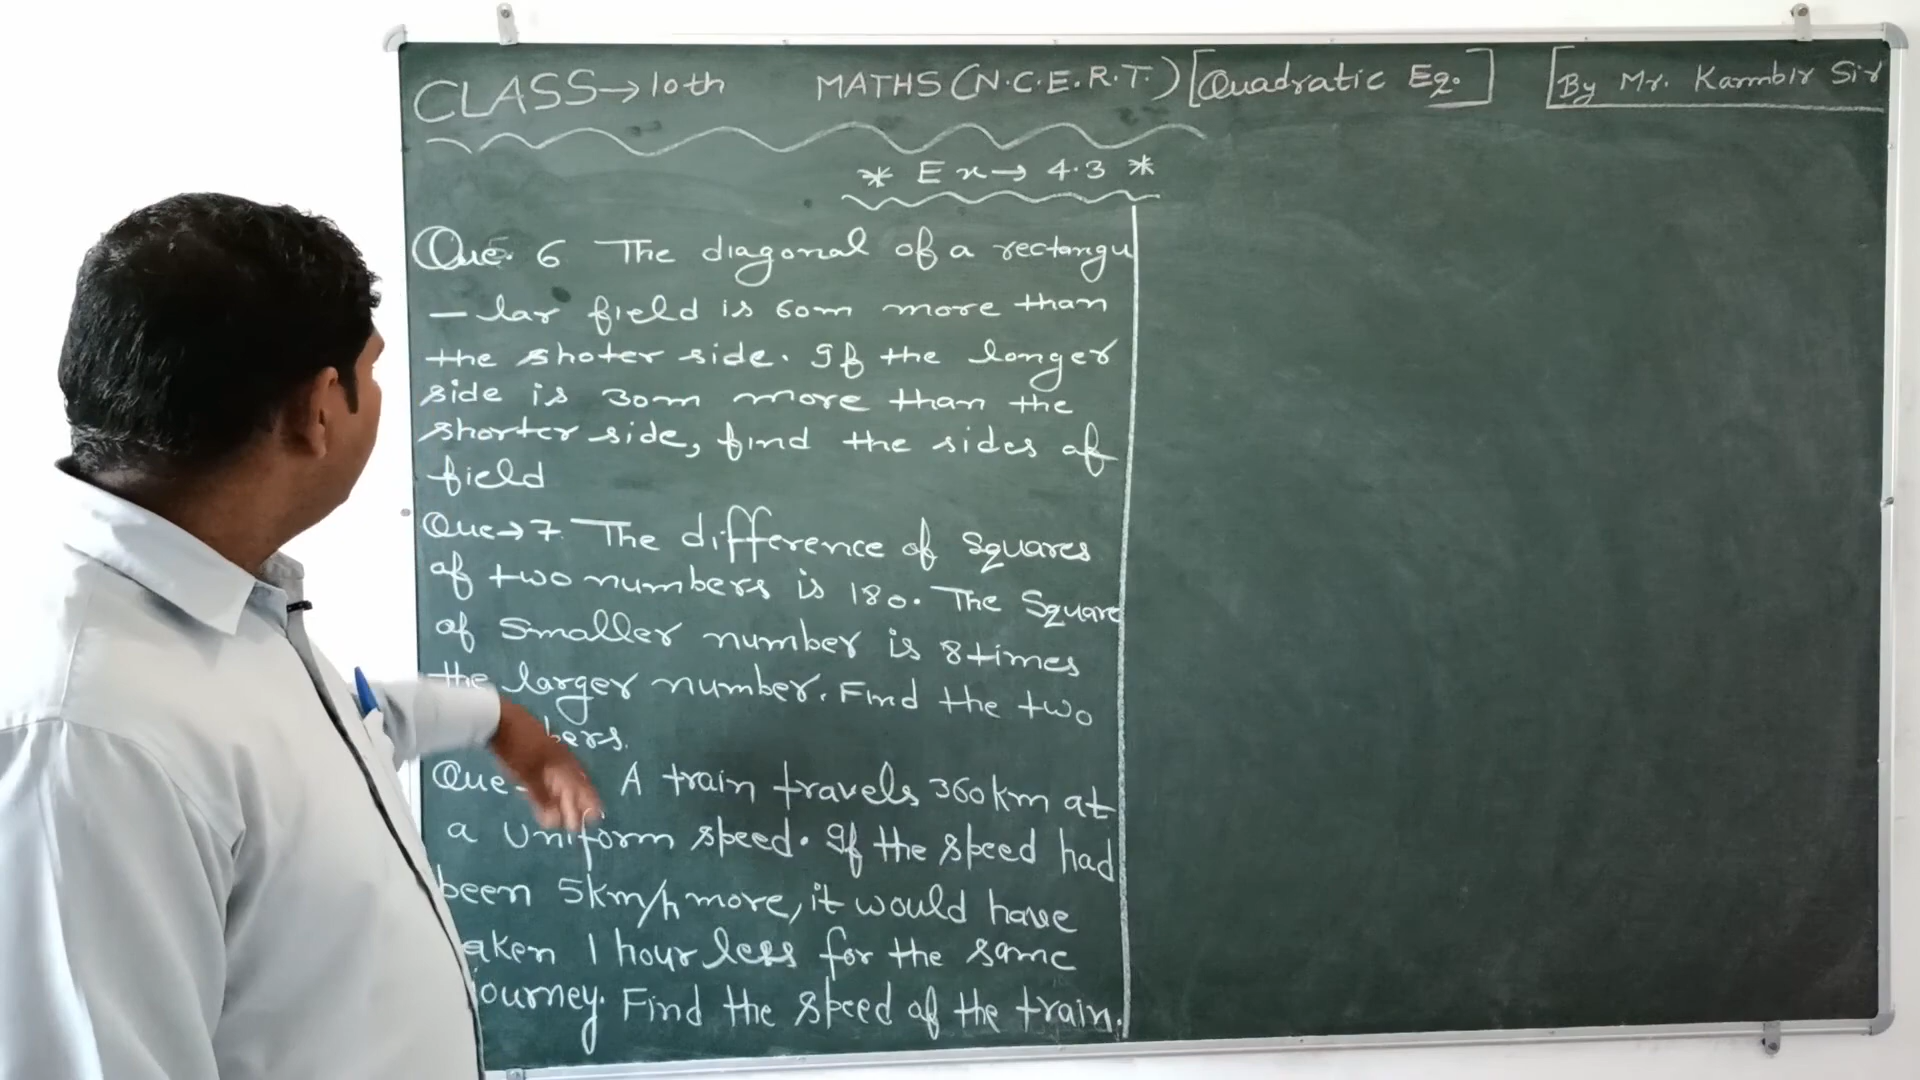 CLASS→10th MATHS (N.C.E.R.T.) [Quadratic Eq.] [By Mr. Karmbir Sir
* Ex→ 4.3 *
Que. 6 The diagonal of a rectangu
- lar field is 60m more than
the shoter side. If the longer
side is 30m more than the
shorter side, find the sides of
field
Que→7. The difference of Squares
of two numbers is 180. The Square
of smaller number is 8times
the larger number. Find the two
bers.
Que- A train travels 360km at
a Uniform speed. If the speed had
been 5km/h more, it would have
aken 1 hour less for the same
journey. Find the speed of the train.